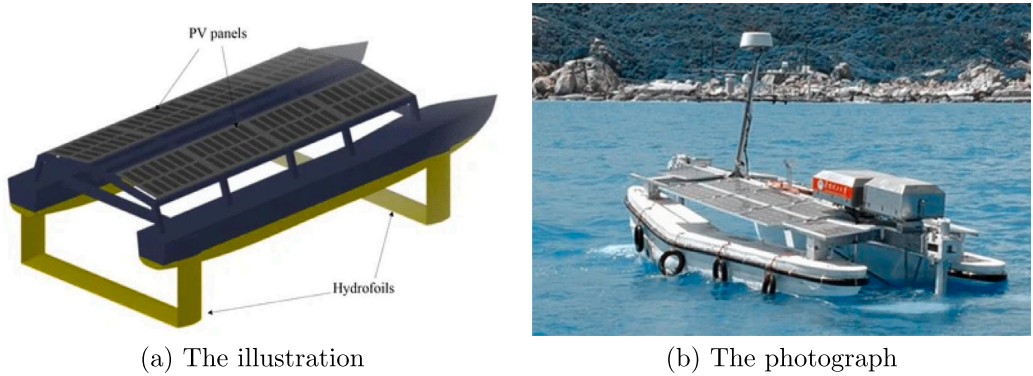 PV panels
Hydrofoils
(a) The illustration
(b) The photograph